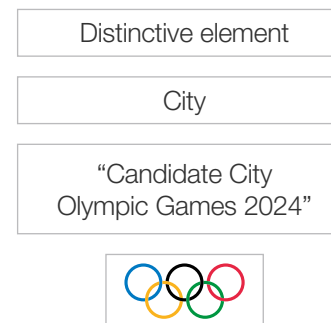 Distinctive element
City
“Candidate City
Olympic Games 2024”